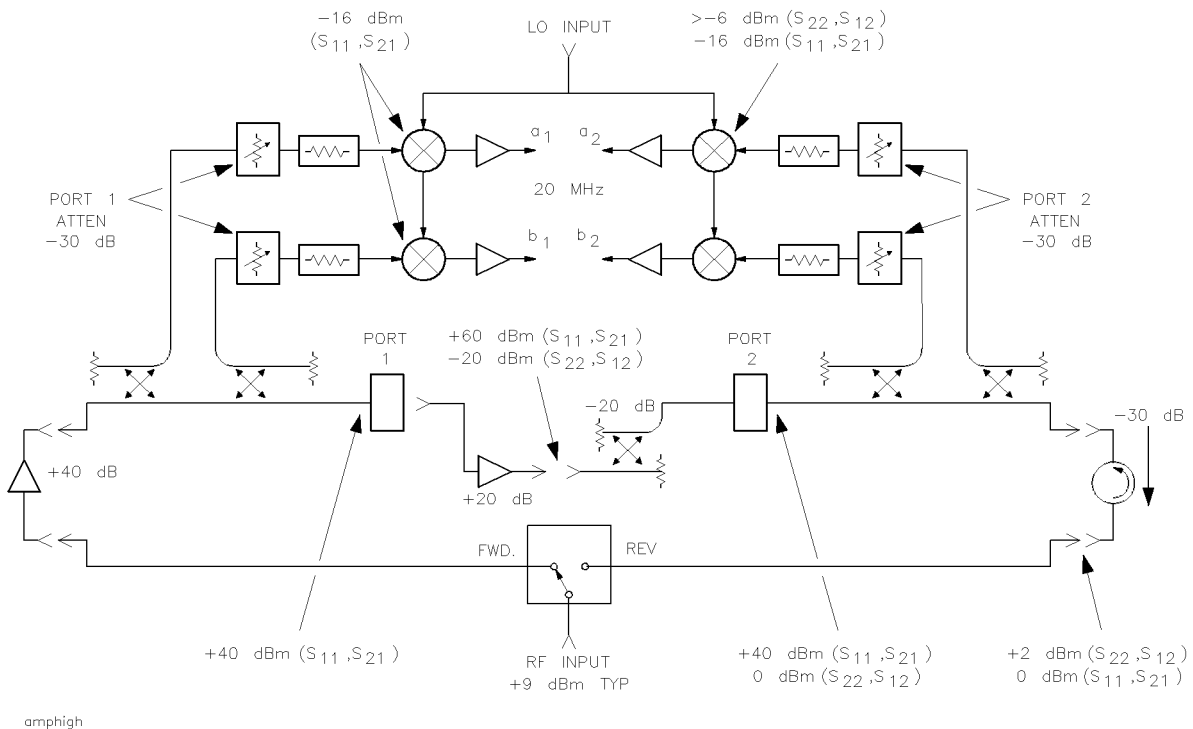 -16 dBm
(S11,S21)
LO INPUT
>-6 dBm (S22,S12)
-16 dBm (S11,S21)
a1
a2
20 MHz
PORT 1
ATTEN
-30 dB
PORT 2
ATTEN
-30 dB
b1
b2
PORT
1
+60 dBm (S11,S21)
-20 dBm (S22,S12)
PORT
2
-20 dB
-30 dB
+40 dB
+20 dB
FWD.
REV
+40 dBm (S11,S21)
RF INPUT
+9 dBm TYP
+40 dBm (S11,S21)
0 dBm (S22,S12)
+2 dBm (S22,S12)
0 dBm (S11,S21)
amphigh